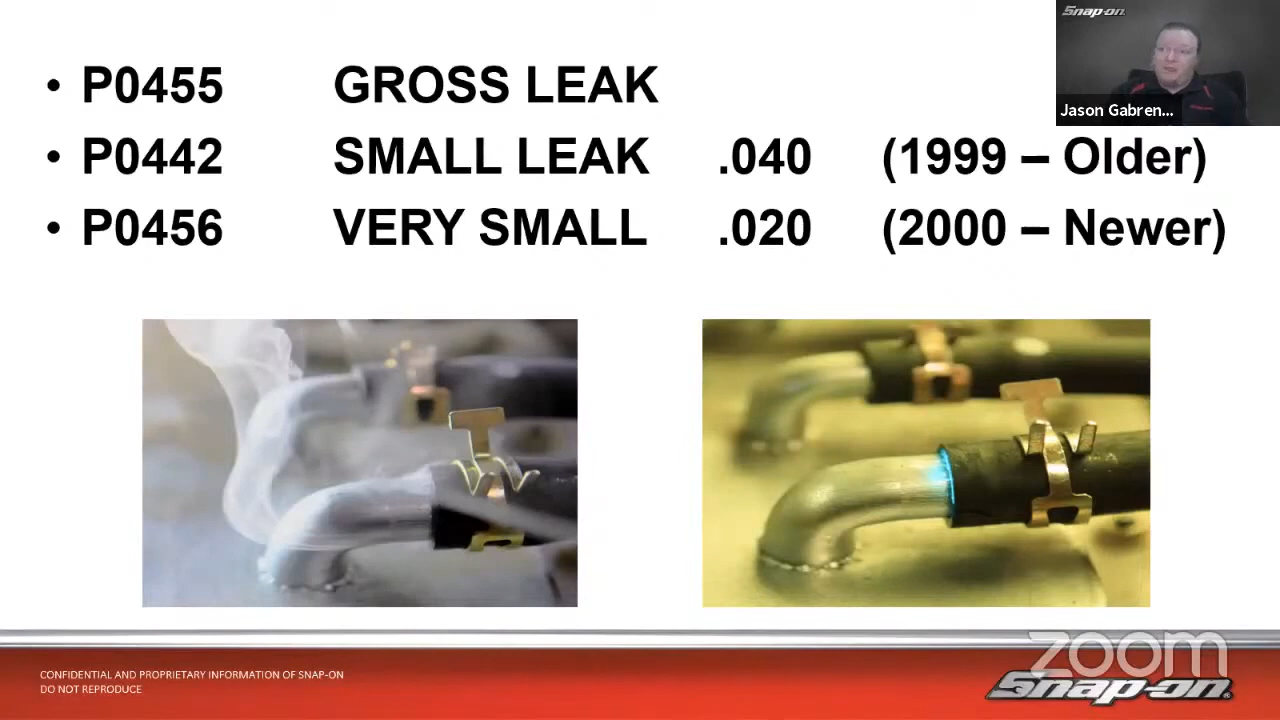 • P0455 GROSS LEAK
• P0442 SMALL LEAK .040 (1999 – Older)
• P0456 VERY SMALL .020 (2000 – Newer)
Snap-on
Jason Gabren...
CONFIDENTIAL AND PROPRIETARY INFORMATION OF SNAP-ON
DO NOT REPRODUCE
zoom
Snap-on®